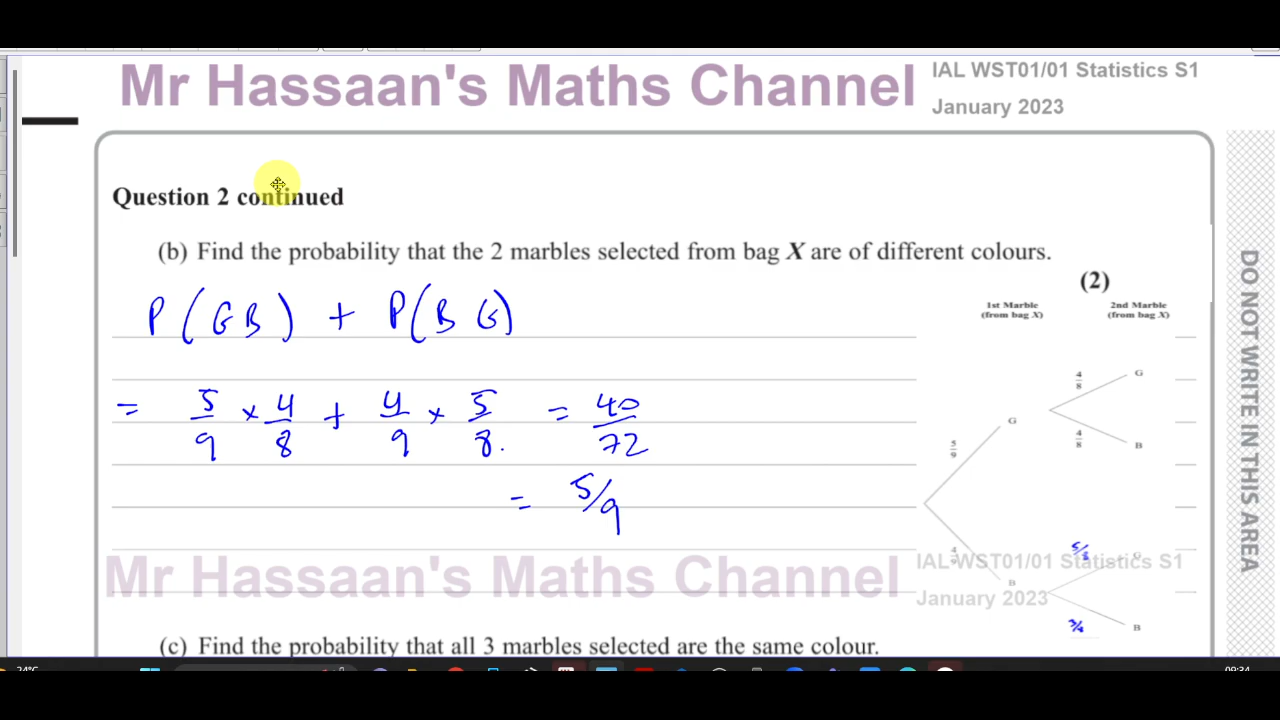 Mr Hassaan's Maths Channel
IAL WST01/01 Statistics S1
January 2023
Question 2 continued
(b) Find the probability that the 2 marbles selected from bag X are of different colours.
(2)
P(GB) + P(BG)
= 5/9 × 4/8 + 4/9 × 5/8. = 40/72
= 5/9
1st Marble
(from bag X)
2nd Marble
(from bag X)
4/8
G
G
4/8
B
5/9
B
5/8
G
B
B
Mr Hassaan's Maths Channel
IAL WST01/01 Statistics S1
January 2023
(c) Find the probability that all 3 marbles selected are the same colour.
DO NOT WRITE IN THIS AREA
24°C
09:34